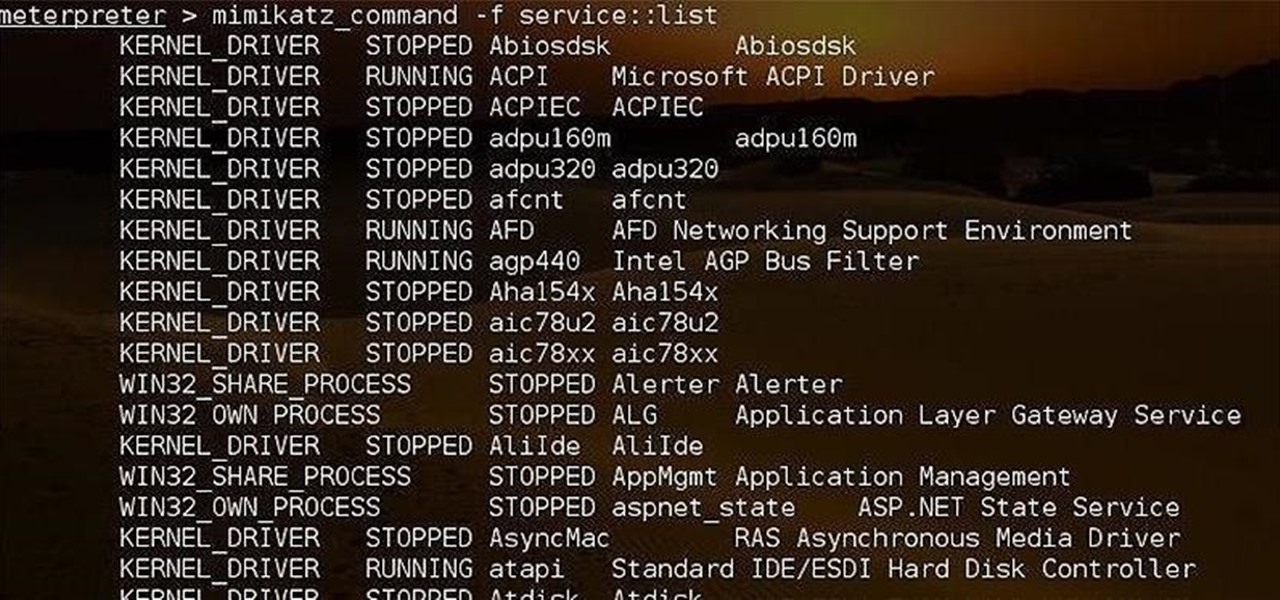 meterpreter > mimikatz_command -f service::list
KERNEL_DRIVER STOPPED Abiosdsk Abiosdsk
KERNEL_DRIVER RUNNING ACPI Microsoft ACPI Driver
KERNEL_DRIVER STOPPED ACPIEC ACPIEC
KERNEL_DRIVER STOPPED adpu160m adpu160m
KERNEL_DRIVER STOPPED adpu320 adpu320
KERNEL_DRIVER STOPPED afcnt afcnt
KERNEL_DRIVER RUNNING AFD AFD Networking Support Environment
KERNEL_DRIVER RUNNING agp440 Intel AGP Bus Filter
KERNEL_DRIVER STOPPED Aha154x Aha154x
KERNEL_DRIVER STOPPED aic78u2 aic78u2
KERNEL_DRIVER STOPPED aic78xx aic78xx
WIN32_SHARE_PROCESS STOPPED Alerter Alerter
WIN32_OWN_PROCESS STOPPED ALG Application Layer Gateway Service
KERNEL_DRIVER STOPPED AliIde AliIde
WIN32_SHARE_PROCESS STOPPED AppMgmt Application Management
WIN32_OWN_PROCESS STOPPED aspnet_state ASP.NET State Service
KERNEL_DRIVER STOPPED AsyncMac RAS Asynchronous Media Driver
KERNEL_DRIVER RUNNING atapi Standard IDE/ESDI Hard Disk Controller
KERNEL_DRIVER STOPPED Atdisk Atdisk